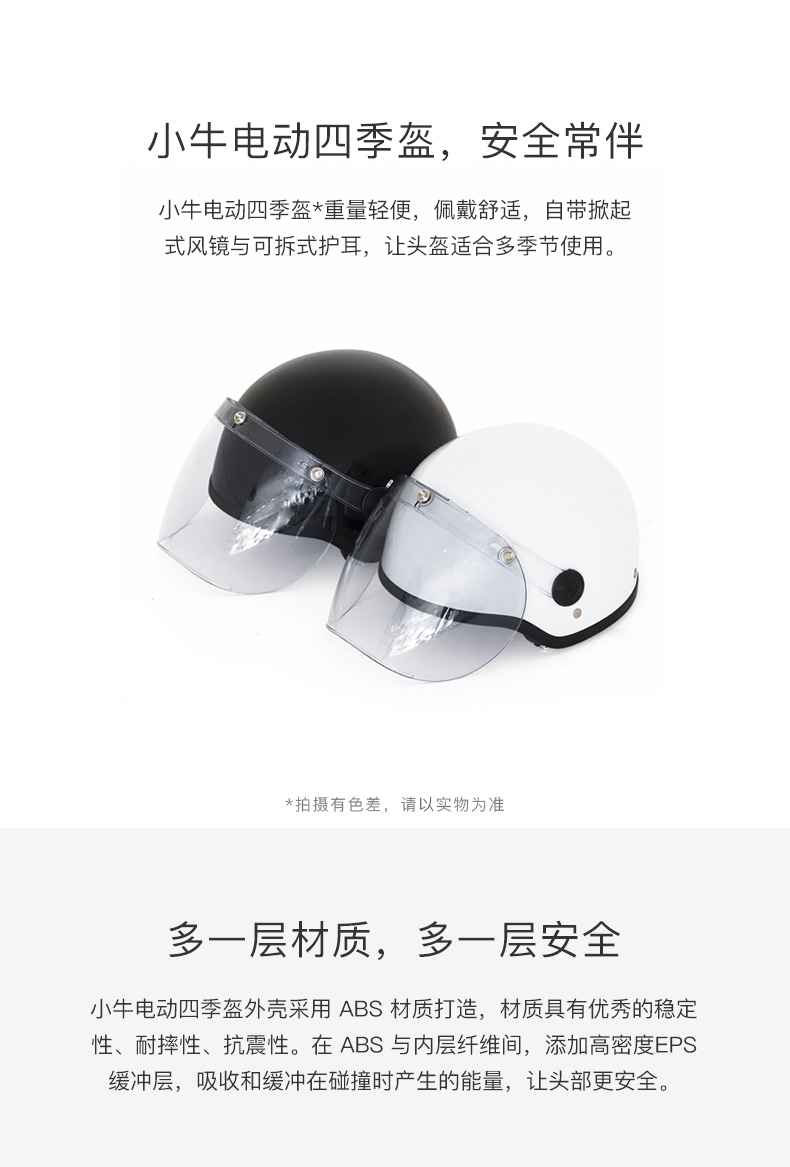 小牛电动四季盔，安全常伴
小牛电动四季盔*重量轻便，佩戴舒适，自带掀起
式风镜与可拆式护耳，让头盔适合多季节使用。
*拍摄有色差，请以实物为准
多一层材质，多一层安全
小牛电动四季盔外壳采用 ABS 材质打造，材质具有优秀的稳定
性、耐摔性、抗震性。在 ABS 与内层纤维间，添加高密度EPS
缓冲层，吸收和缓冲在碰撞时产生的能量，让头部更安全。